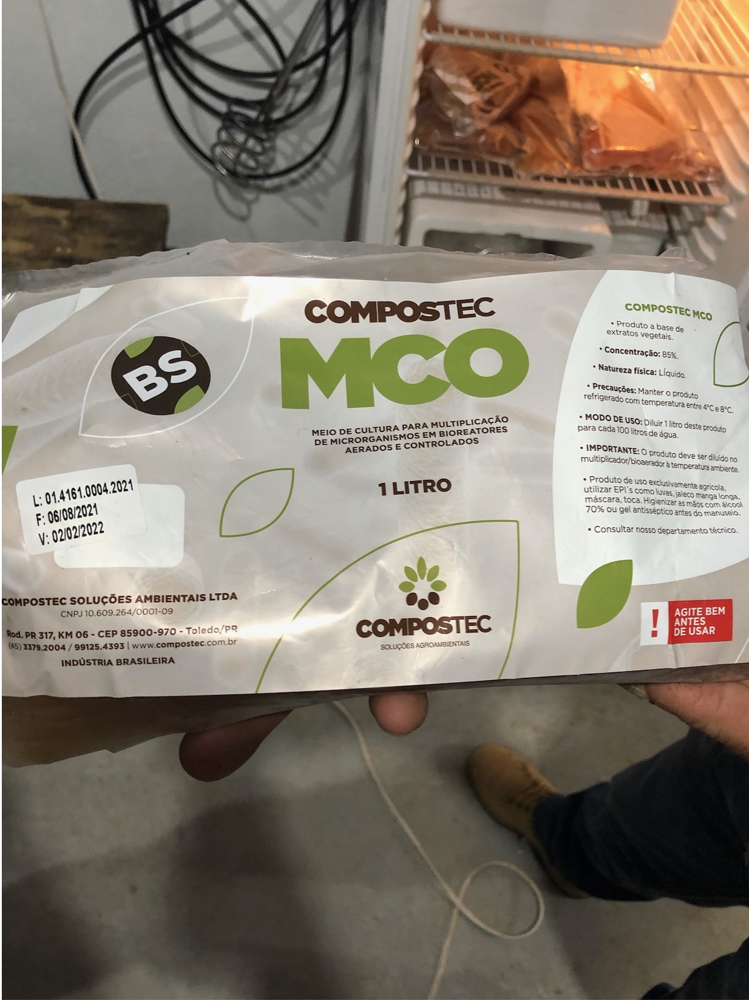 COMPOSTEC
MCO
MEIO DE CULTURA PARA MULTIPLICAÇÃO
DE MICRORGANISMOS EM BIOREATORES
AERADOS E CONTROLADOS
1 LITRO
BS
L: 01.4161.0004.2021
F: 06/08/2021
V: 02/02/2022
COMPOSTEC SOLUÇÕES AMBIENTAIS LTDA
CNPJ 10.609.264/0001-09
Rod. PR 317, KM 06 - CEP 85900-970 - Toledo/PR
(45) 3379.2004 / 99125.4393 | www.compostec.com.br
INDÚSTRIA BRASILEIRA
COMPOSTEC
SOLUÇÕES AGROAMBIENTAIS
COMPOSTEC MCO
• Produto a base de
extratos vegetais.
• Concentração: 85%.
• Natureza física: Líquido.
• Precauções: Manter o produto
refrigerado com temperatura entre 4°C e 8°C.
• MODO DE USO: Diluir 1 litro deste produto
para cada 100 litros de água.
• IMPORTANTE: O produto deve ser diluído no
multiplicador/bioaerador à temperatura ambiente.
• Produto de uso exclusivamente agrícola,
utilizar EPI´s como luvas, jaleco manga longa,
máscara, toca. Higienizar as mãos com álcool
70% ou gel antisséptico antes do manuseio.
• Consultar nosso departamento técnico.
! AGITE BEM
ANTES
DE USAR